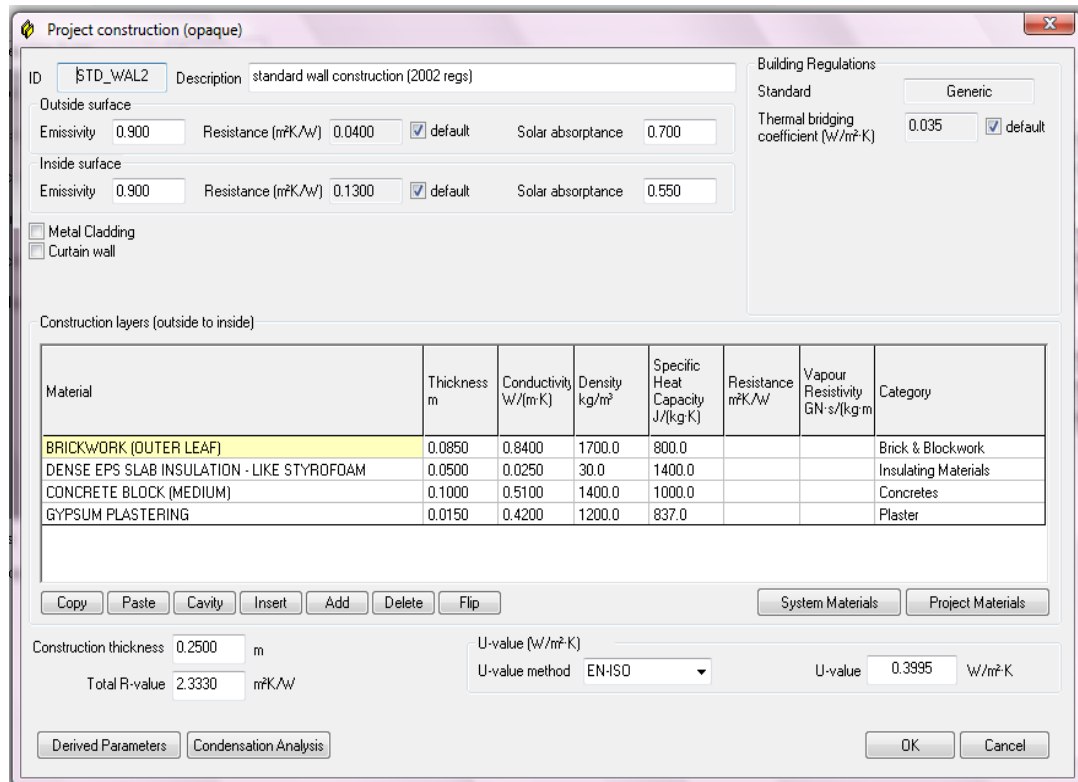 Project construction (opaque)
ID STD_WAL2 Description standard wall construction (2002 regs)
Outside surface
Emissivity 0.900 Resistance (m²K/W) 0.0400 default Solar absorptance 0.700
Inside surface
Emissivity 0.900 Resistance (m²K/W) 0.1300 default Solar absorptance 0.550
Metal Cladding
Curtain wall
Building Regulations
Standard Generic
Thermal bridging
coefficient (W/m²·K) 0.035 default
Construction layers (outside to inside)
Material Thickness m Conductivity W/(m·K) Density kg/m³ Specific Heat Capacity J/(kg·K) Resistance m²K/W Vapour Resistivity GN·s/(kg·m Category
BRICKWORK (OUTER LEAF) 0.0850 0.8400 1700.0 800.0 Brick & Blockwork
DENSE EPS SLAB INSULATION - LIKE STYROFOAM 0.0500 0.0250 30.0 1400.0 Insulating Materials
CONCRETE BLOCK (MEDIUM) 0.1000 0.5100 1400.0 1000.0 Concretes
GYPSUM PLASTERING 0.0150 0.4200 1200.0 837.0 Plaster
Copy Paste Cavity Insert Add Delete Flip System Materials Project Materials
Construction thickness 0.2500 m
Total R-value 2.3330 m²K/W
U-value (W/m²·K)
U-value method EN-ISO U-value 0.3995 W/m²·K
Derived Parameters Condensation Analysis OK Cancel